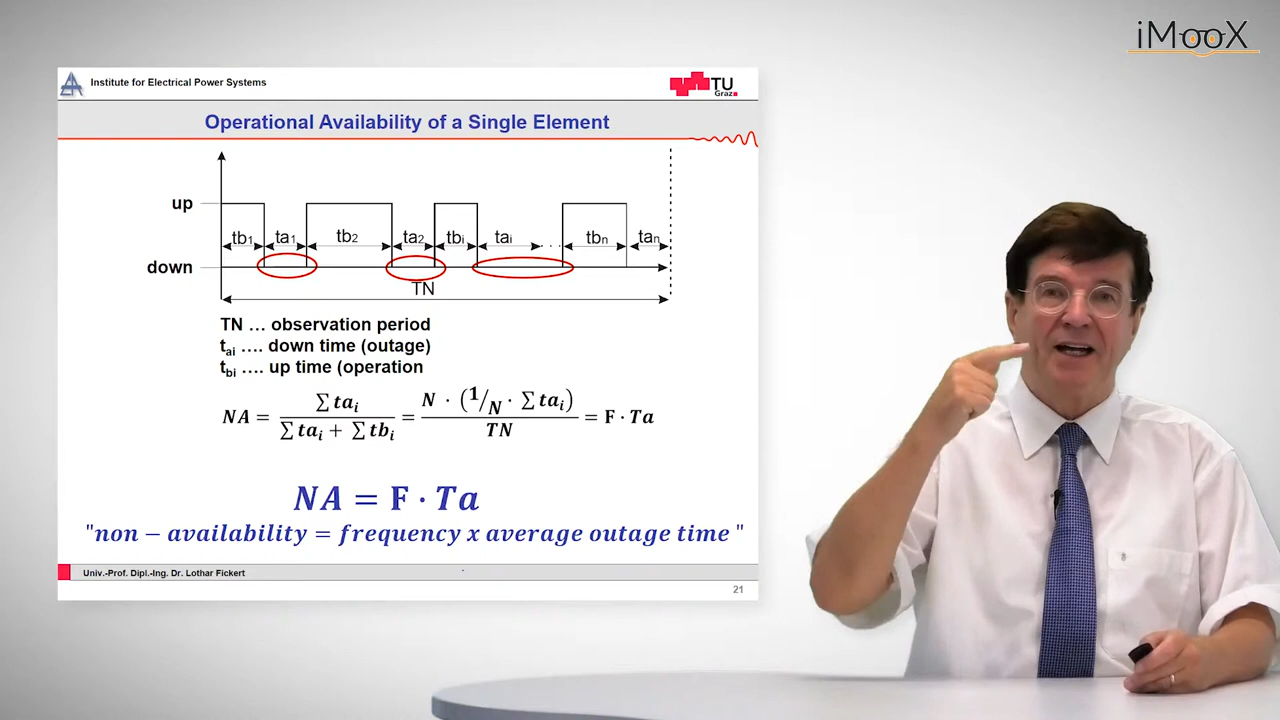 iMooX
Institute for Electrical Power Systems
TU
Graz
Operational Availability of a Single Element
up
tb1 ta1 tb2 ta2 tbi tai ... tbn tan
down
TN
TN ... observation period
tai .... down time (outage)
tbi .... up time (operation
NA = ∑ tai / (∑ tai + ∑ tbi) = N · (1/N · ∑ tai) / TN = F · Ta
NA = F · Ta
"non – availability = frequency x average outage time "
Univ.-Prof. Dipl.-Ing. Dr. Lothar Fickert
21